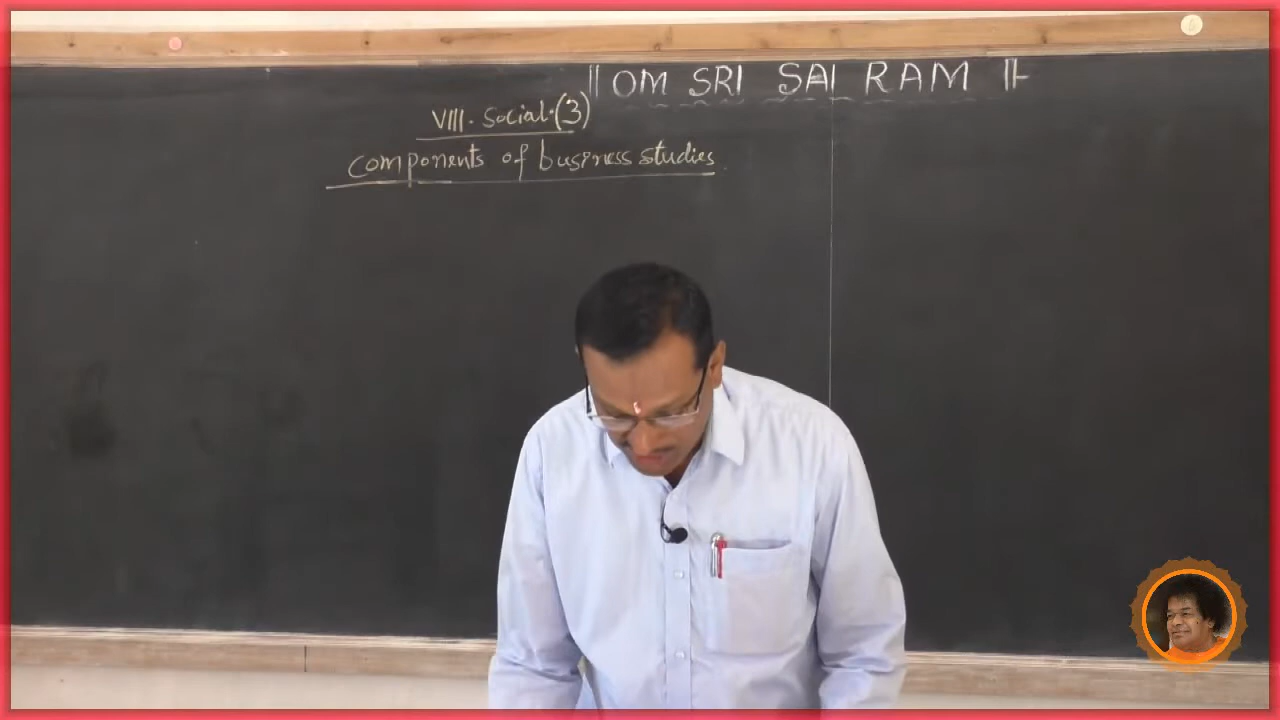 || OM SRI SAI RAM ||
VIII. Social.(3)
components of business studies